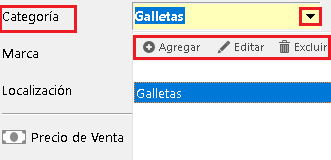 Categoría Galletas
Agregar Editar Excluir
Marca
Localización Galletas
Precio de Venta